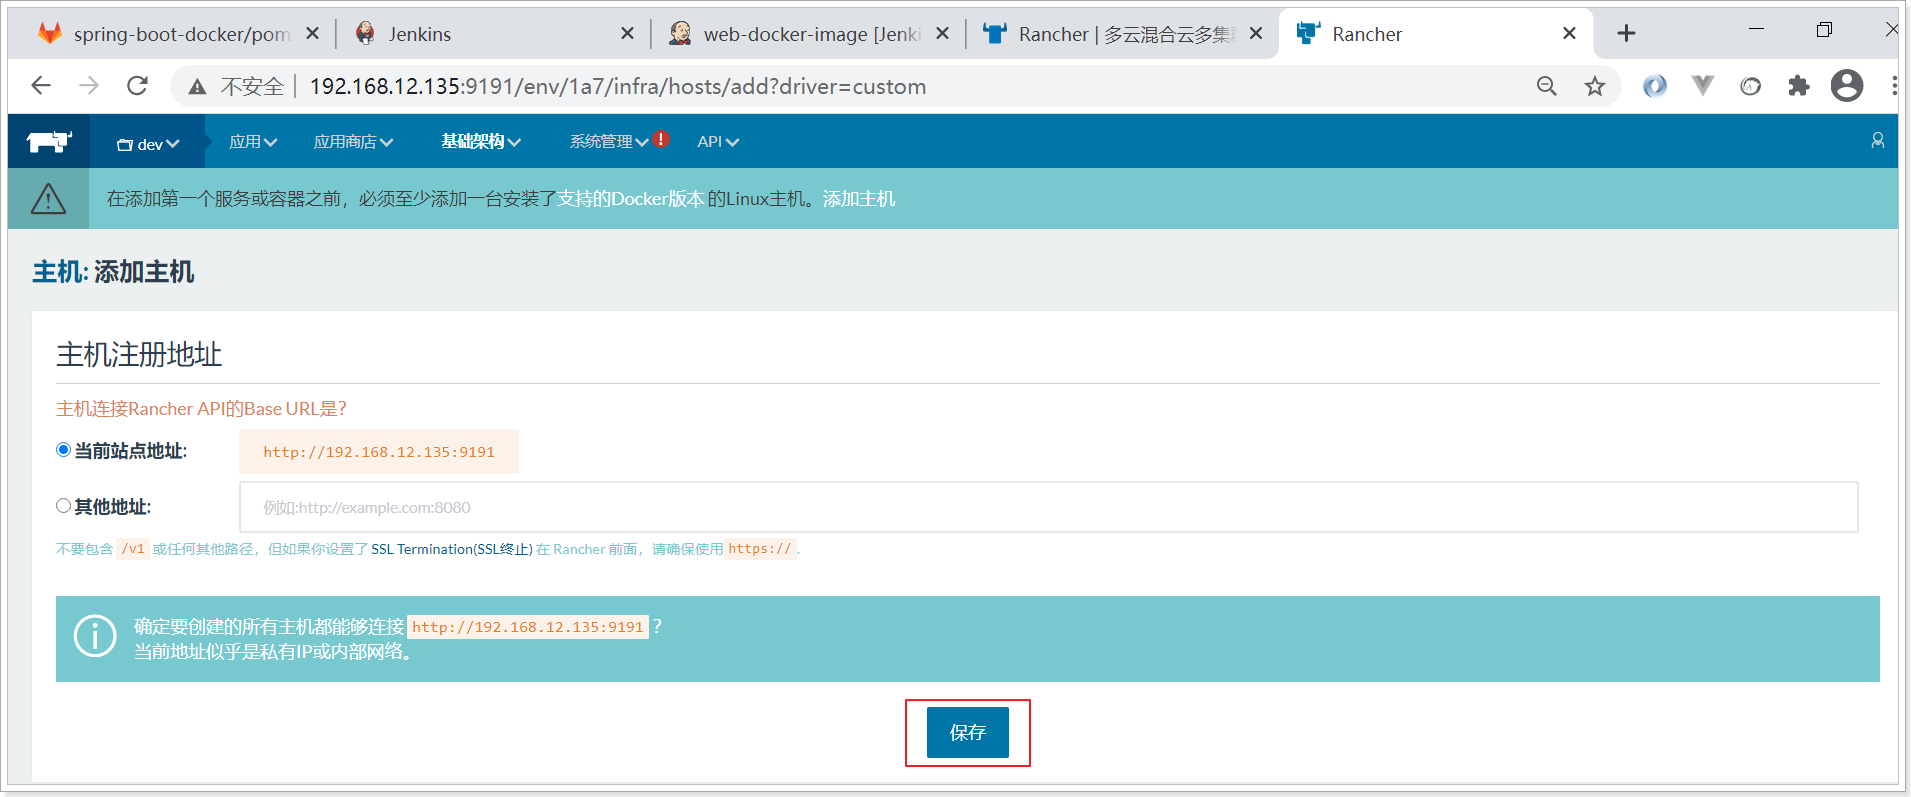 spring-boot-docker/pom
Jenkins
web-docker-image [Jenki
Rancher | 多云混合云多集群
Rancher
不安全
192.168.12.135:9191/env/1a7/infra/hosts/add?driver=custom
dev
应用
应用商店
基础架构
系统管理
API
在添加第一个服务或容器之前，必须至少添加一台安装了支持的Docker版本 的Linux主机。添加主机
主机: 添加主机
主机注册地址
主机连接Rancher API的Base URL是?
当前站点地址: http://192.168.12.135:9191
其他地址: 例如:http://example.com:8080
不要包含 /v1 或任何其他路径，但如果你设置了 SSL Termination(SSL终止) 在 Rancher 前面，请确保使用 https:// .
确定要创建的所有主机都能够连接 http://192.168.12.135:9191 ?
当前地址似乎是私有IP或内部网络。
保存